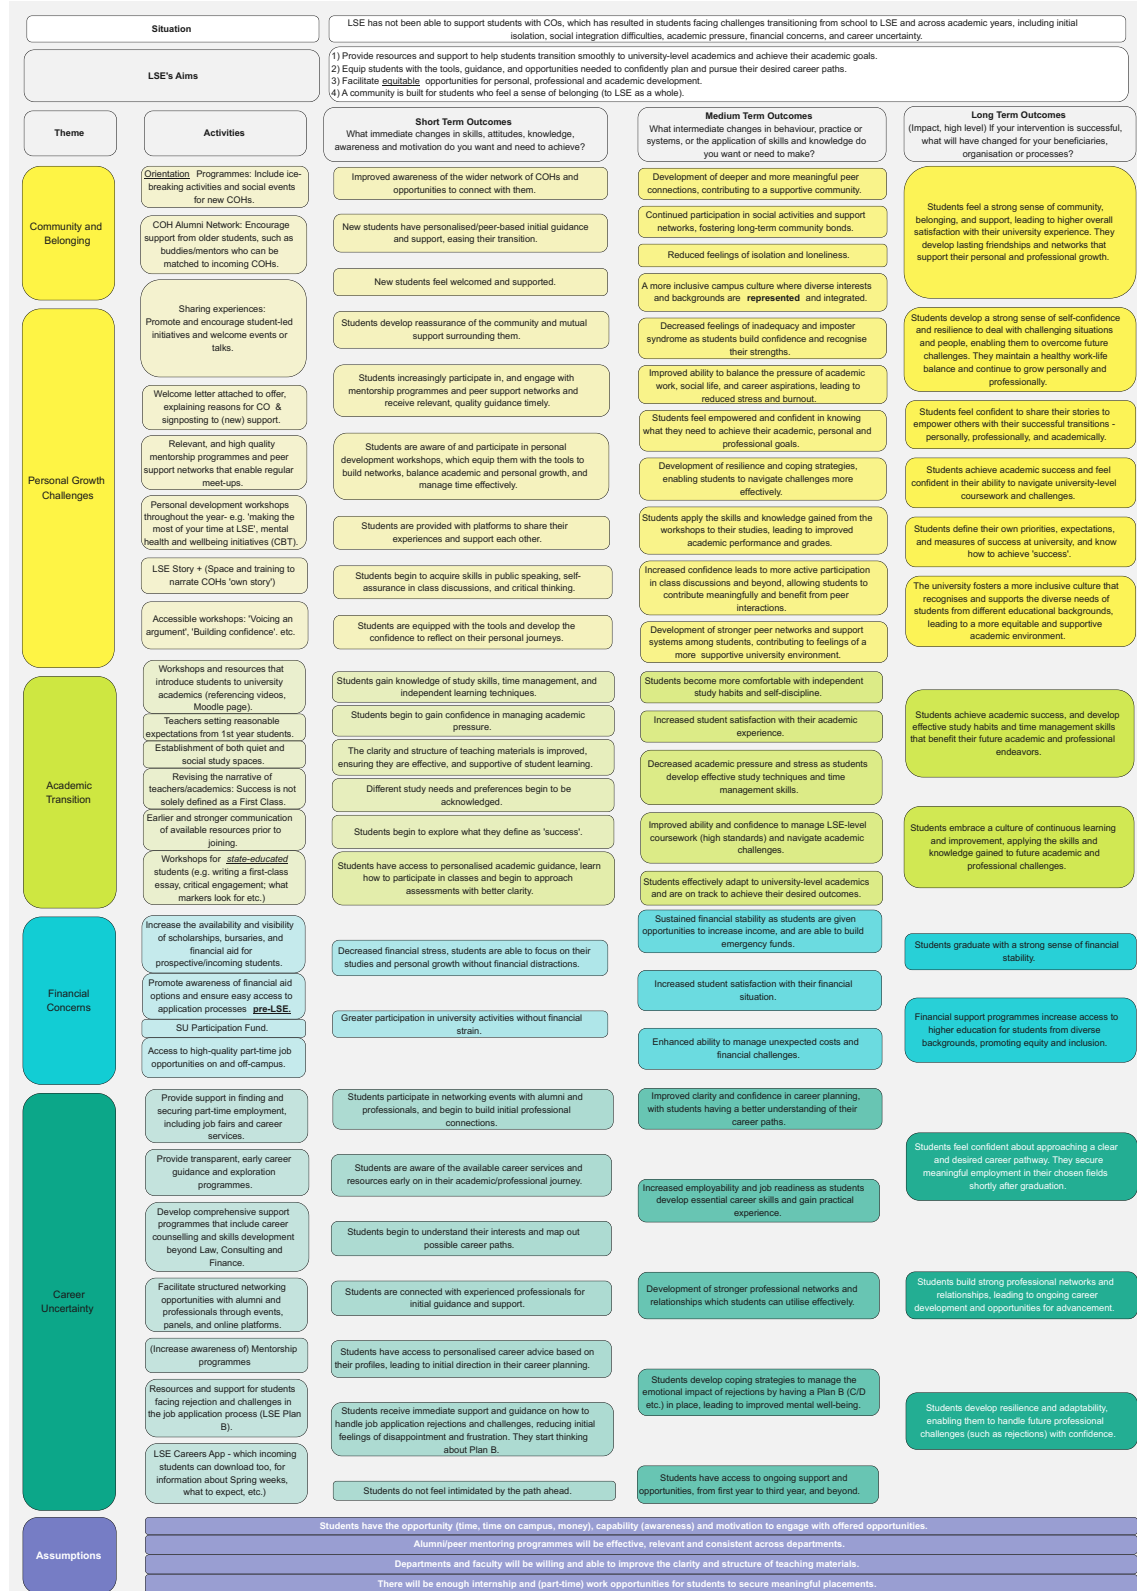 Situation
LSE has not been able to support students with COs, which has resulted in students facing challenges transitioning from school to LSE and across academic years, including initial
isolation, social integration difficulties, academic pressure, financial concerns, and career uncertainty.
LSE's Aims
1) Provide resources and support to help students transition smoothly to university-level academics and achieve their academic goals.
2) Equip students with the tools, guidance, and opportunities needed to confidently plan and pursue their desired career paths.
3) Facilitate equitable opportunities for personal, professional and academic development.
4) A community is built for students who feel a sense of belonging (to LSE as a whole).
Theme
Activities
Short Term Outcomes
What immediate changes in skills, attitudes, knowledge,
awareness and motivation do you want and need to achieve?
Medium Term Outcomes
What intermediate changes in behaviour, practice or
systems, or the application of skills and knowledge do
you want or need to make?
Long Term Outcomes
(Impact, high level) If your intervention is successful,
what will have changed for your beneficiaries,
organisation or processes?
Community and
Belonging
Personal Growth
Challenges
Orientation Programmes: Include ice-
breaking activities and social events
for new COHs.
COH Alumni Network: Encourage
support from older students, such as
buddies/mentors who can be
matched to incoming COHs.
Sharing experiences:
Promote and encourage student-led
initiatives and welcome events or
talks.
Welcome letter attached to offer,
explaining reasons for CO &
signposting to (new) support.
Relevant, and high quality
mentorship programmes and peer
support networks that enable regular
meet-ups.
Personal development workshops
throughout the year- e.g. 'making the
most of your time at LSE', mental
health and wellbeing initiatives (CBT).
LSE Story + (Space and training to
narrate COHs 'own story')
Accessible workshops: 'Voicing an
argument', 'Building confidence'. etc.
Improved awareness of the wider network of COHs and
opportunities to connect with them.
New students have personalised/peer-based initial guidance
and support, easing their transition.
New students feel welcomed and supported.
Students develop reassurance of the community and mutual
support surrounding them.
Students increasingly participate in, and engage with
mentorship programmes and peer support networks and
receive relevant, quality guidance timely.
Students are aware of and participate in personal
development workshops, which equip them with the tools to
build networks, balance academic and personal growth, and
manage time effectively.
Students are provided with platforms to share their
experiences and support each other.
Students begin to acquire skills in public speaking, self-
assurance in class discussions, and critical thinking.
Students are equipped with the tools and develop the
confidence to reflect on their personal journeys.
Development of deeper and more meaningful peer
connections, contributing to a supportive community.
Continued participation in social activities and support
networks, fostering long-term community bonds.
Reduced feelings of isolation and loneliness.
A more inclusive campus culture where diverse interests
and backgrounds are represented and integrated.
Decreased feelings of inadequacy and imposter
syndrome as students build confidence and recognise
their strengths.
Improved ability to balance the pressure of academic
work, social life, and career aspirations, leading to
reduced stress and burnout.
Students feel empowered and confident in knowing
what they need to achieve their academic, personal and
professional goals.
Development of resilience and coping strategies,
enabling students to navigate challenges more
effectively.
Students apply the skills and knowledge gained from the
workshops to their studies, leading to improved
academic performance and grades.
Increased confidence leads to more active participation
in class discussions and beyond, allowing students to
contribute meaningfully and benefit from peer
interactions.
Development of stronger peer networks and support
systems among students, contributing to feelings of a
more supportive university environment.
Students feel a strong sense of community,
belonging, and support, leading to higher overall
satisfaction with their university experience. They
develop lasting friendships and networks that
support their personal and professional growth.
Students develop a strong sense of self-confidence
and resilience to deal with challenging situations
and people, enabling them to overcome future
challenges. They maintain a healthy work-life
balance and continue to grow personally and
professionally.
Students feel confident to share their stories to
empower others with their successful transitions -
personally, professionally, and academically.
Students achieve academic success and feel
confident in their ability to navigate university-level
coursework and challenges.
Students define their own priorities, expectations,
and measures of success at university, and know
how to achieve 'success'.
The university fosters a more inclusive culture that
recognises and supports the diverse needs of
students from different educational backgrounds,
leading to a more equitable and supportive
academic environment.
Academic
Transition
Workshops and resources that
introduce students to university
academics (referencing videos,
Moodle page).
Teachers setting reasonable
expectations from 1st year students.
Establishment of both quiet and
social study spaces.
Revising the narrative of
teachers/academics: Success is not
solely defined as a First Class.
Earlier and stronger communication
of available resources prior to
joining.
Workshops for state-educated
students (e.g. writing a first-class
essay, critical engagement; what
markers look for etc.)
Students gain knowledge of study skills, time management, and
independent learning techniques.
Students begin to gain confidence in managing academic
pressure.
The clarity and structure of teaching materials is improved,
ensuring they are effective, and supportive of student learning.
Different study needs and preferences begin to be
acknowledged.
Students begin to explore what they define as 'success'.
Students have access to personalised academic guidance, learn
how to participate in classes and begin to approach
assessments with better clarity.
Students become more comfortable with independent
study habits and self-discipline.
Increased student satisfaction with their academic
experience.
Decreased academic pressure and stress as students
develop effective study techniques and time
management skills.
Improved ability and confidence to manage LSE-level
coursework (high standards) and navigate academic
challenges.
Students effectively adapt to university-level academics
and are on track to achieve their desired outcomes.
Students achieve academic success, and develop
effective study habits and time management skills
that benefit their future academic and professional
endeavors.
Students embrace a culture of continuous learning
and improvement, applying the skills and
knowledge gained to future academic and
professional challenges.
Financial
Concerns
Increase the availability and visibility
of scholarships, bursaries, and
financial aid for
prospective/incoming students.
Promote awareness of financial aid
options and ensure easy access to
application processes pre-LSE.
SU Participation Fund.
Access to high-quality part-time job
opportunities on and off-campus.
Decreased financial stress, students are able to focus on their
studies and personal growth without financial distractions.
Greater participation in university activities without financial
strain.
Sustained financial stability as students are given
opportunities to increase income, and are able to build
emergency funds.
Increased student satisfaction with their financial
situation.
Enhanced ability to manage unexpected costs and
financial challenges.
Students graduate with a strong sense of financial
stability.
Financial support programmes increase access to
higher education for students from diverse
backgrounds, promoting equity and inclusion.
Career
Uncertainty
Provide support in finding and
securing part-time employment,
including job fairs and career
services.
Provide transparent, early career
guidance and exploration
programmes.
Develop comprehensive support
programmes that include career
counselling and skills development
beyond Law, Consulting and
Finance.
Facilitate structured networking
opportunities with alumni and
professionals through events,
panels, and online platforms.
(Increase awareness of) Mentorship
programmes
Resources and support for students
facing rejection and challenges in
the job application process (LSE Plan
B).
LSE Careers App - which incoming
students can download too, for
information about Spring weeks,
what to expect, etc.)
Students participate in networking events with alumni and
professionals, and begin to build initial professional
connections.
Students are aware of the available career services and
resources early on in their academic/professional journey.
Students begin to understand their interests and map out
possible career paths.
Students are connected with experienced professionals for
initial guidance and support.
Students have access to personalised career advice based on
their profiles, leading to initial direction in their career planning.
Students receive immediate support and guidance on how to
handle job application rejections and challenges, reducing initial
feelings of disappointment and frustration. They start thinking
about Plan B.
Students do not feel intimidated by the path ahead.
Improved clarity and confidence in career planning,
with students having a better understanding of their
career paths.
Increased employability and job readiness as students
develop essential career skills and gain practical
experience.
Development of stronger professional networks and
relationships which students can utilise effectively.
Students develop coping strategies to manage the
emotional impact of rejections by having a Plan B (C/D
etc.) in place, leading to improved mental well-being.
Students have access to ongoing support and
opportunities, from first year to third year, and beyond.
Students feel confident about approaching a clear
and desired career pathway. They secure
meaningful employment in their chosen fields
shortly after graduation.
Students build strong professional networks and
relationships, leading to ongoing career
development and opportunities for advancement.
Students develop resilience and adaptability,
enabling them to handle future professional
challenges (such as rejections) with confidence.
Assumptions
Students have the opportunity (time, time on campus, money), capability (awareness) and motivation to engage with offered opportunities.
Alumni/peer mentoring programmes will be effective, relevant and consistent across departments.
Departments and faculty will be willing and able to improve the clarity and structure of teaching materials.
There will be enough internship and (part-time) work opportunities for students to secure meaningful placements.